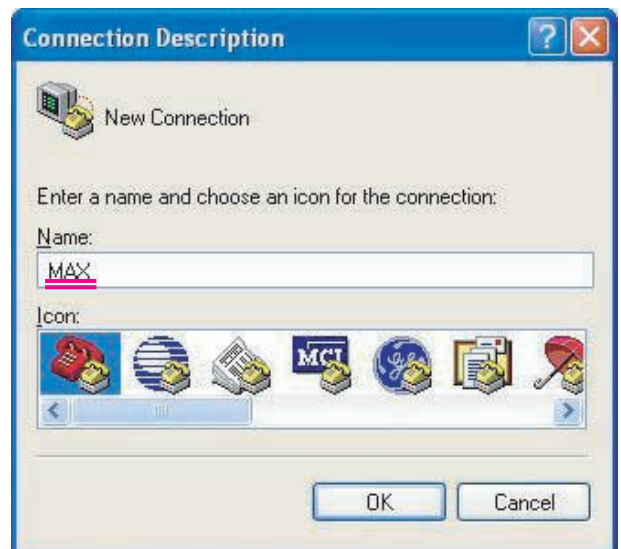 Connection Description
New Connection
Enter a name and choose an icon for the connection:
Name:
MAX
Icon:
MCI
OK Cancel